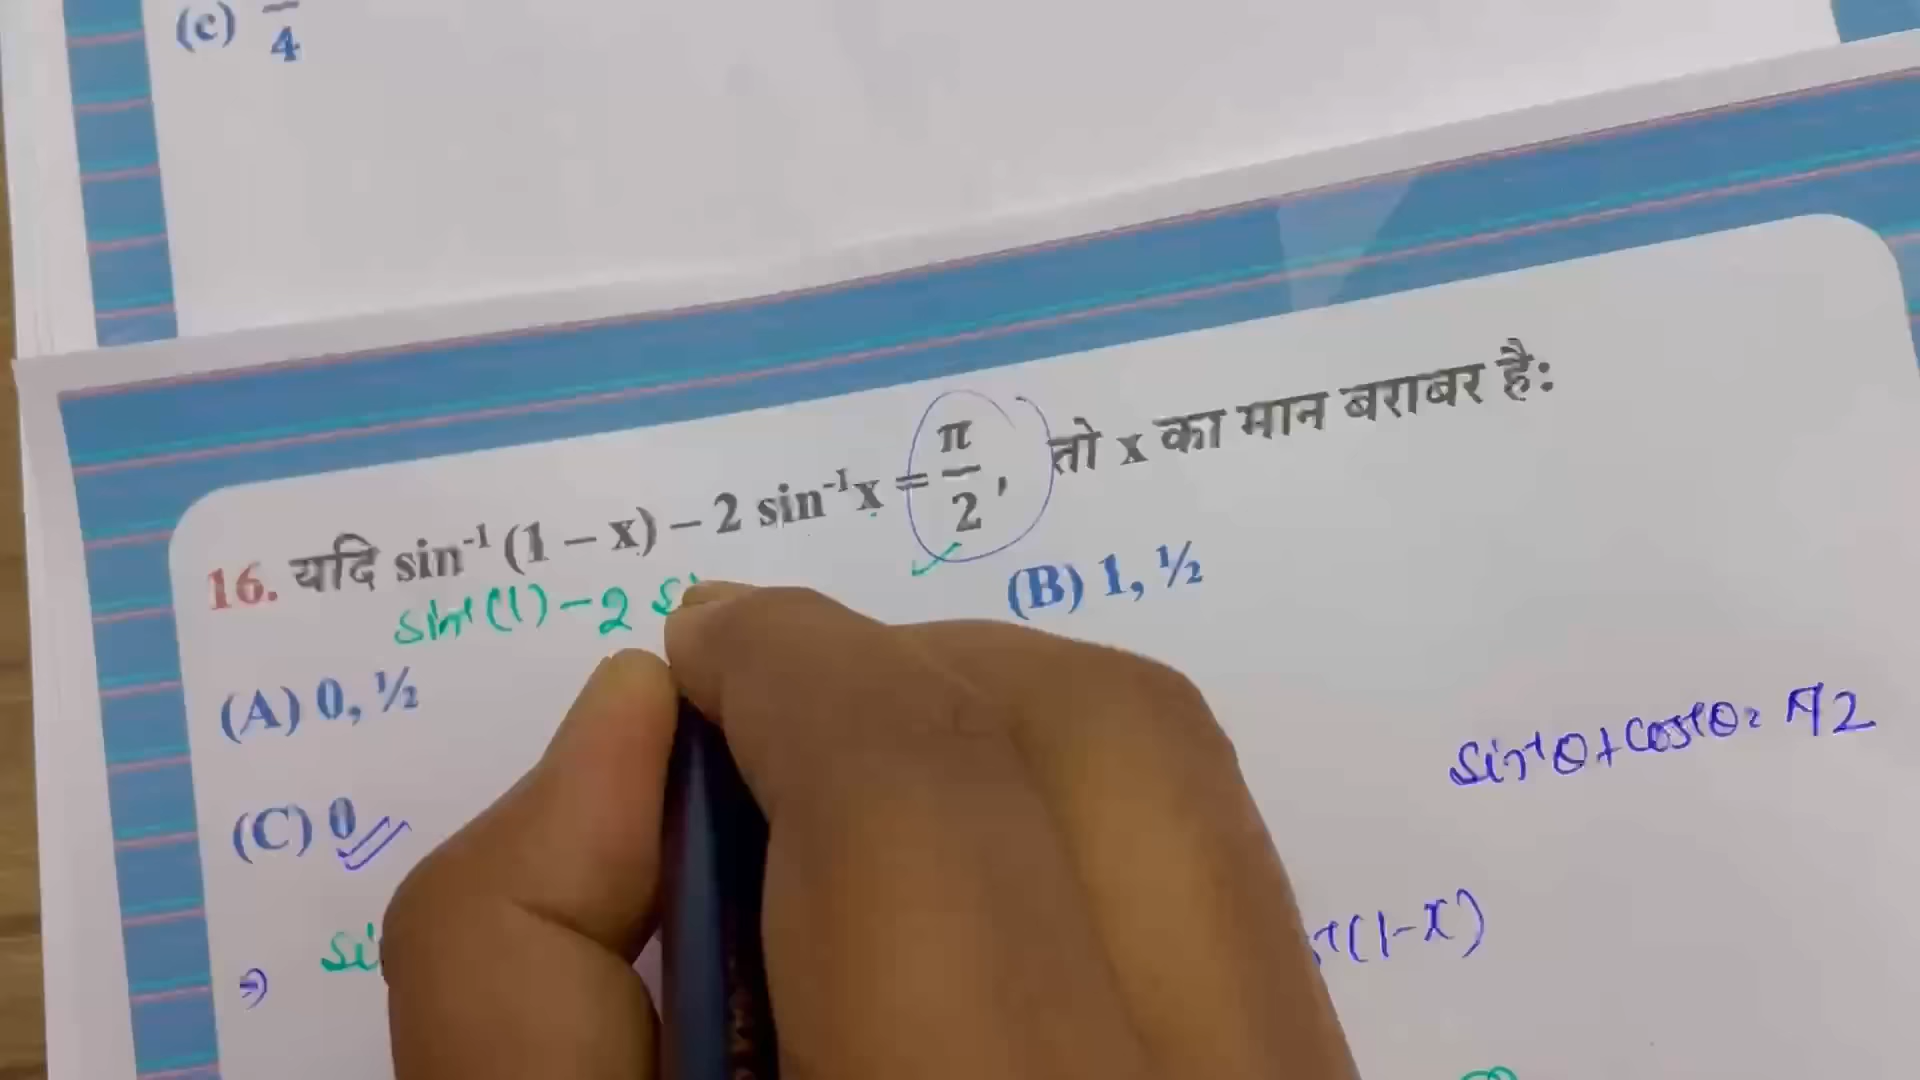 (c) 4
16. यदि sin⁻¹ (1 – x) – 2 sin⁻¹x = π/2, तो x का मान बराबर है:
sin⁻¹(1) – 2 S
(A) 0, ½ (B) 1, ½
sin⁻¹θ + cos⁻¹θ = π/2
(C) 0
⇒ Si
(1-x)